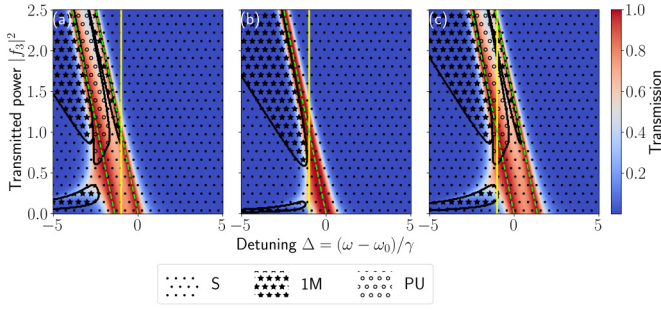 (a) (b) (c)
Transmitted power |f₃|²
2.5
2.0
1.5
1.0
0.5
0.0
−5 0 5 −5 0 5 −5 0 5
Detuning Δ = (ω − ω₀)/γ
1.0
0.8
0.6
0.4
0.2
Transmission
S 1M PU